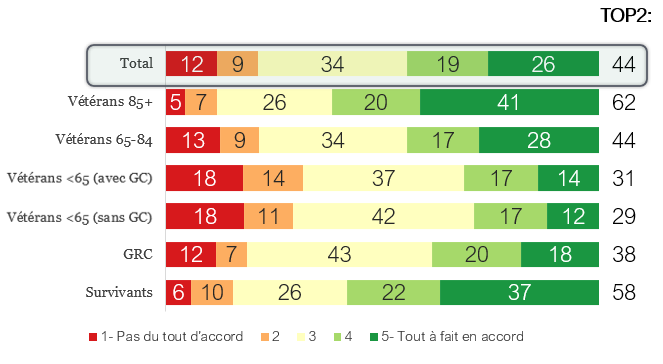 TOP2:
Total 12 9 34 19 26 44
Vétérans 85+ 5 7 26 20 41 62
Vétérans 65-84 13 9 34 17 28 44
Vétérans <65 (avec GC) 18 14 37 17 14 31
Vétérans <65 (sans GC) 18 11 42 17 12 29
GRC 12 7 43 20 18 38
Survivants 6 10 26 22 37 58
1- Pas du tout d'accord 2 3 4 5- Tout à fait en accord